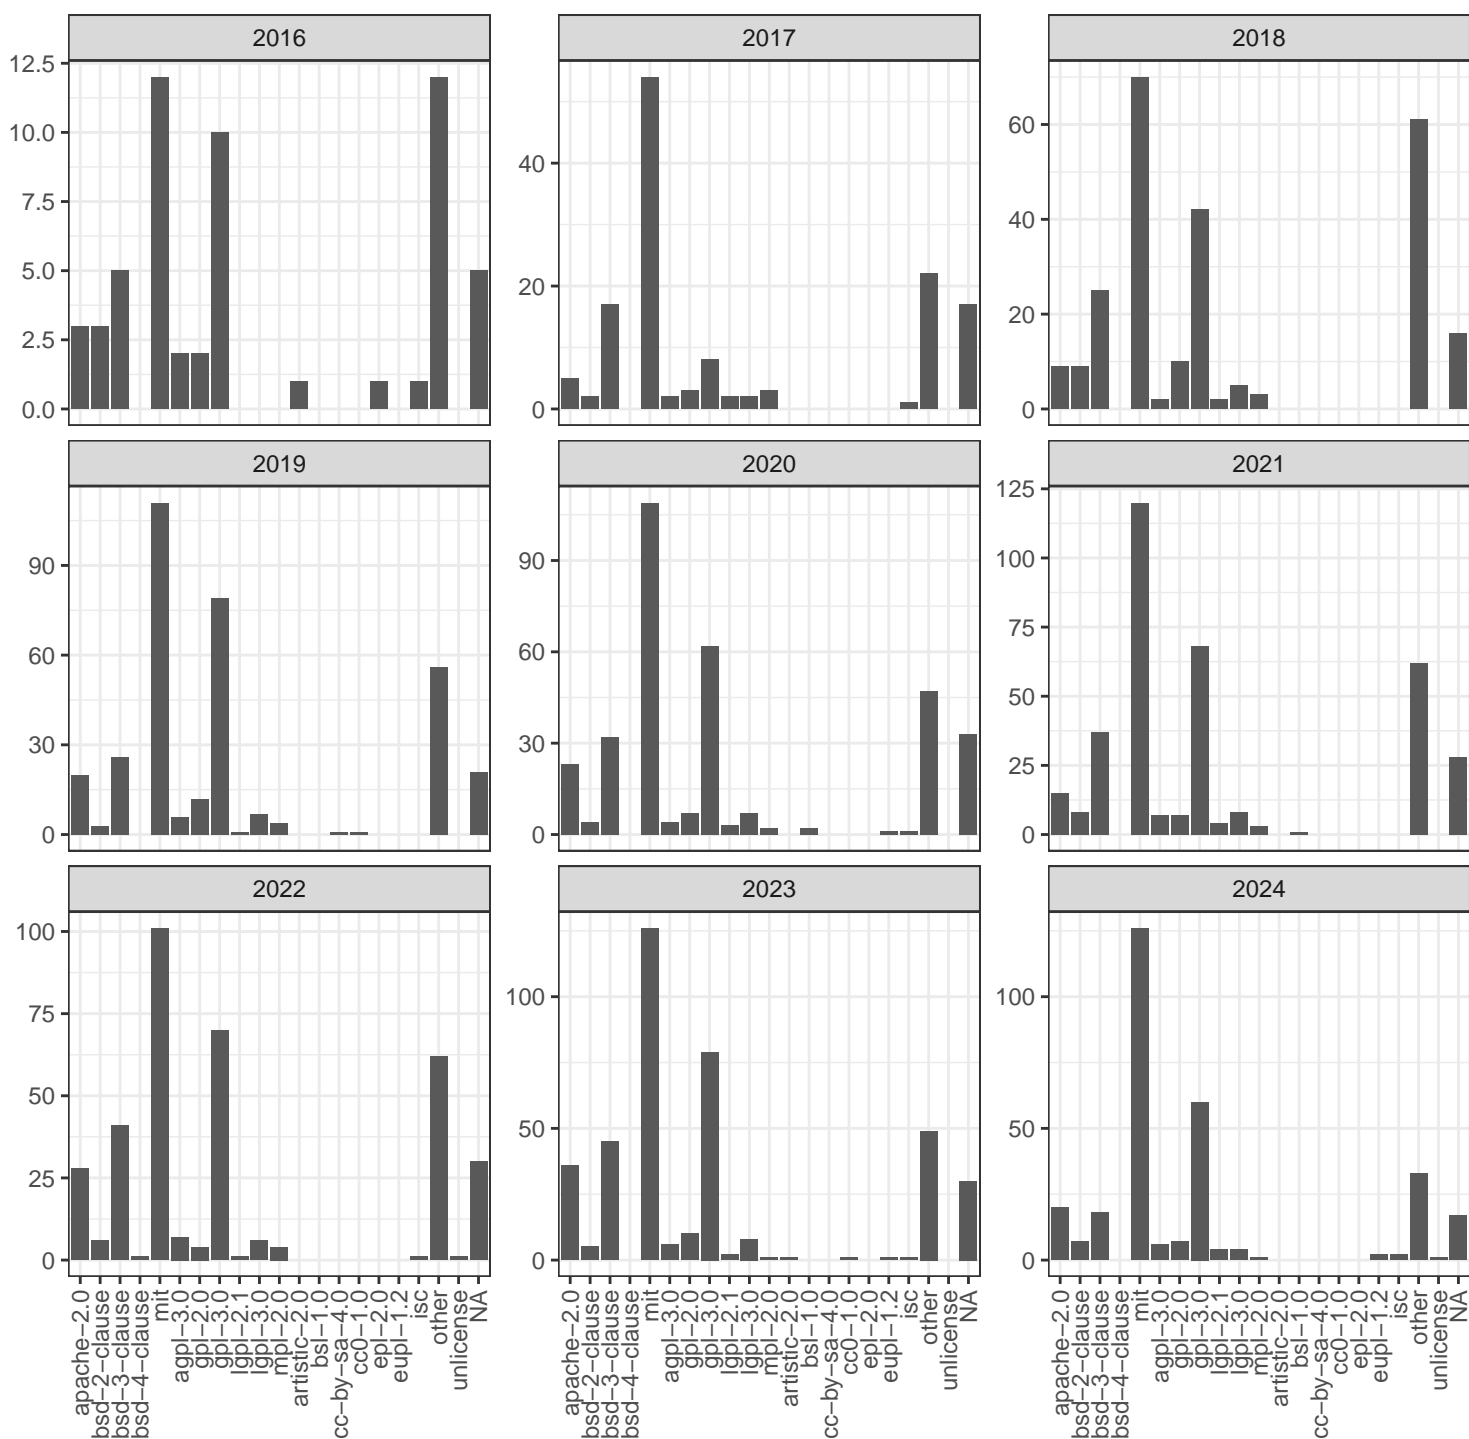 2016
2017
2018
12.5
10.0
7.5
5.0
2.5
0.0
40
20
0
60
40
20
0
2019
2020
2021
90
60
30
0
90
60
30
0
125
100
75
50
25
0
2022
2023
2024
100
75
50
25
0
100
50
0
100
50
0
apache-2.0
bsd-2-clause
bsd-3-clause
bsd-4-clause
mit
agpl-3.0
gpl-2.0
gpl-3.0
lgpl-2.1
lgpl-3.0
mpl-2.0
artistic-2.0
bsl-1.0
cc-by-sa-4.0
cc0-1.0
epl-2.0
eupl-1.2
isc
other
unlicense
NA
apache-2.0
bsd-2-clause
bsd-3-clause
bsd-4-clause
mit
agpl-3.0
gpl-2.0
gpl-3.0
lgpl-2.1
lgpl-3.0
mpl-2.0
artistic-2.0
bsl-1.0
cc-by-sa-4.0
cc0-1.0
epl-2.0
eupl-1.2
isc
other
unlicense
NA
apache-2.0
bsd-2-clause
bsd-3-clause
bsd-4-clause
mit
agpl-3.0
gpl-2.0
gpl-3.0
lgpl-2.1
lgpl-3.0
mpl-2.0
artistic-2.0
bsl-1.0
cc-by-sa-4.0
cc0-1.0
epl-2.0
eupl-1.2
isc
other
unlicense
NA